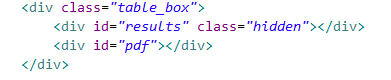 <div class="table_box">
<div id="results" class="hidden"></div>
<div id="pdf"></div>
</div>